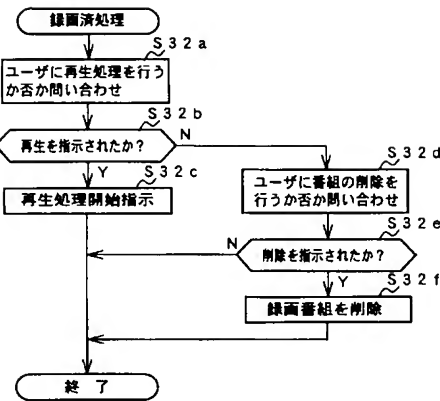 録画済処理
S32a
ユーザに再生処理を行う
か否か問い合わせ
S32b
再生を指示されたか？
N
Y
S32c
再生処理開始指示
S32d
ユーザに番組の削除を
行うか否か問い合わせ
S32e
削除を指示されたか？
N
Y
S32f
録画番組を削除
終了